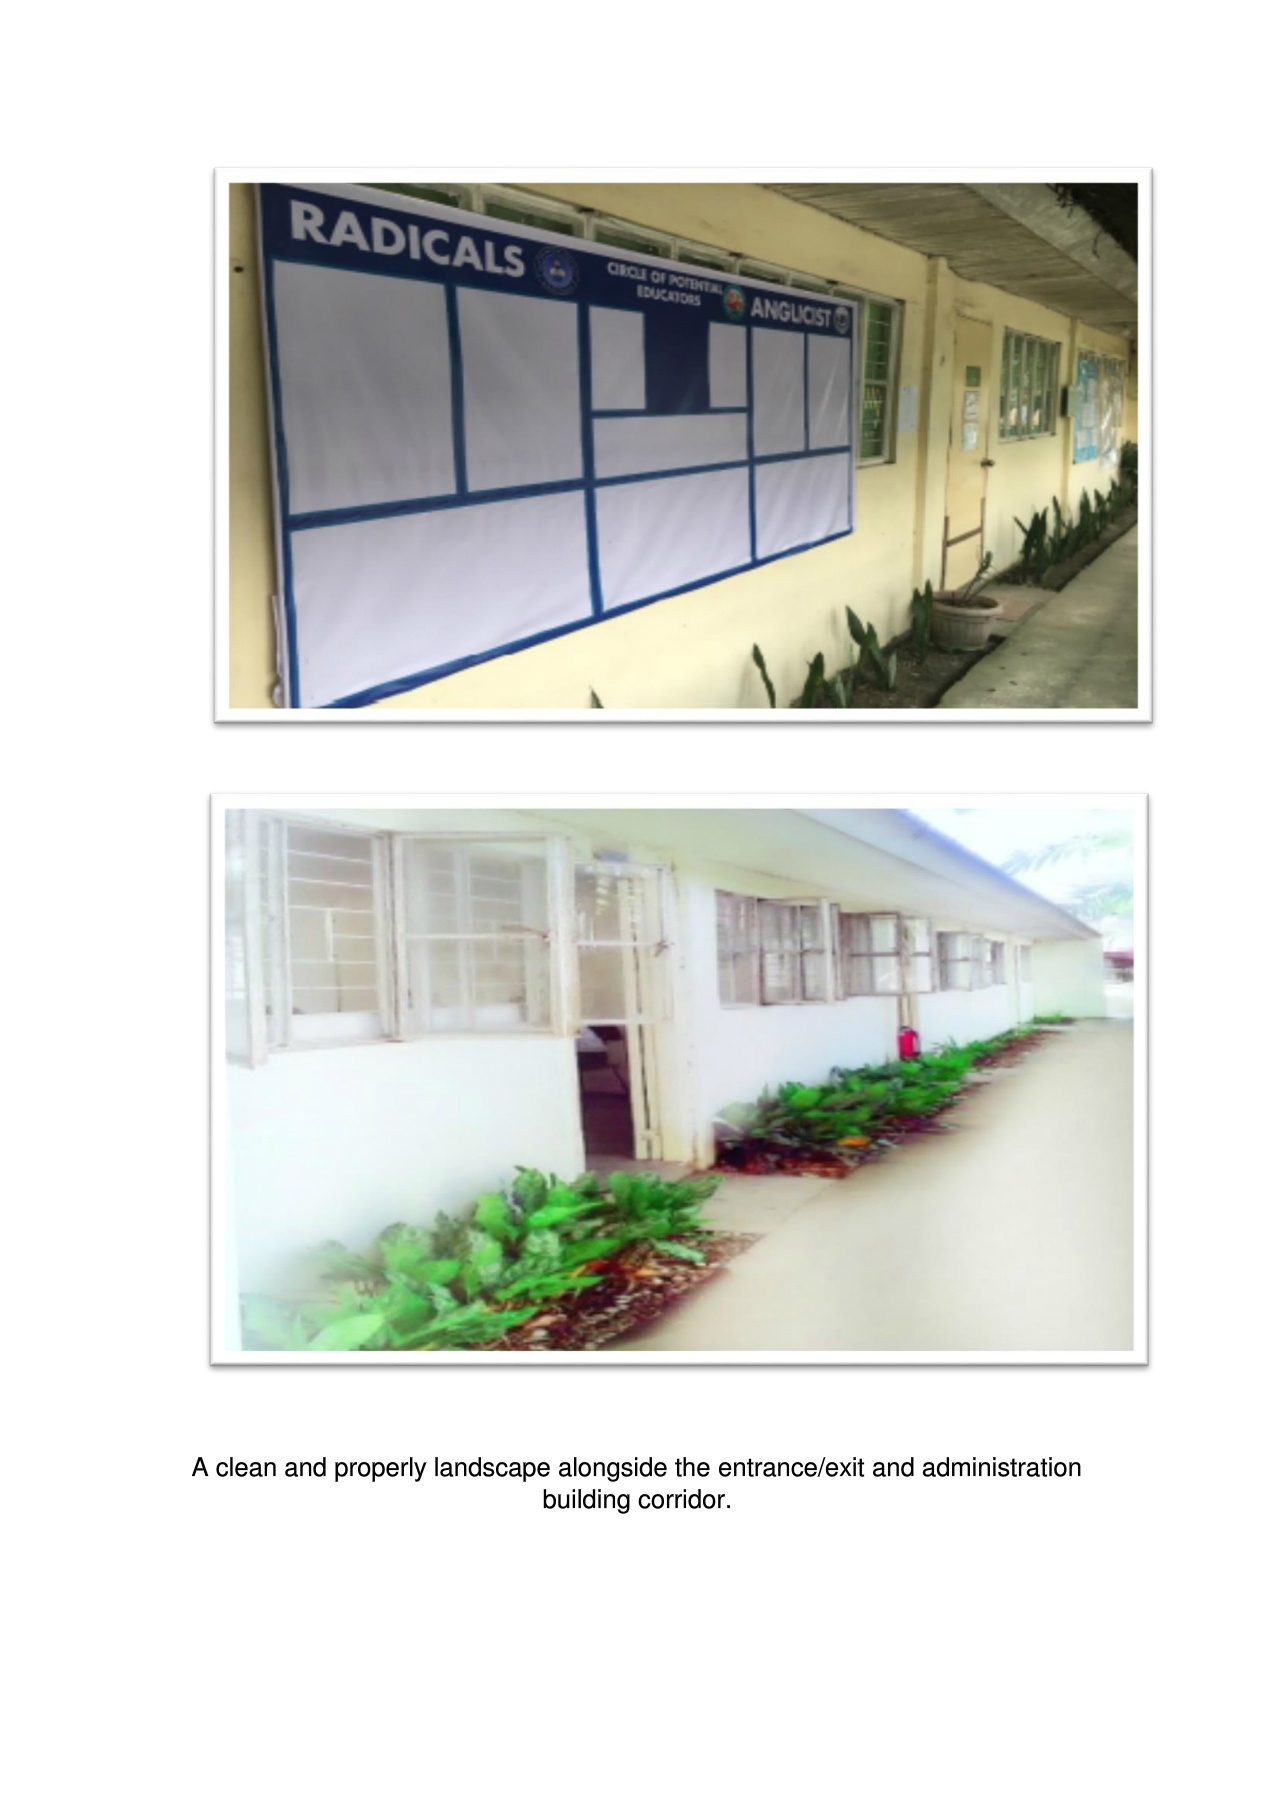 RADICALS
CIRCLE OF POTENTIAL
EDUCATORS
ANGLICIST
A clean and properly landscape alongside the entrance/exit and administration
building corridor.